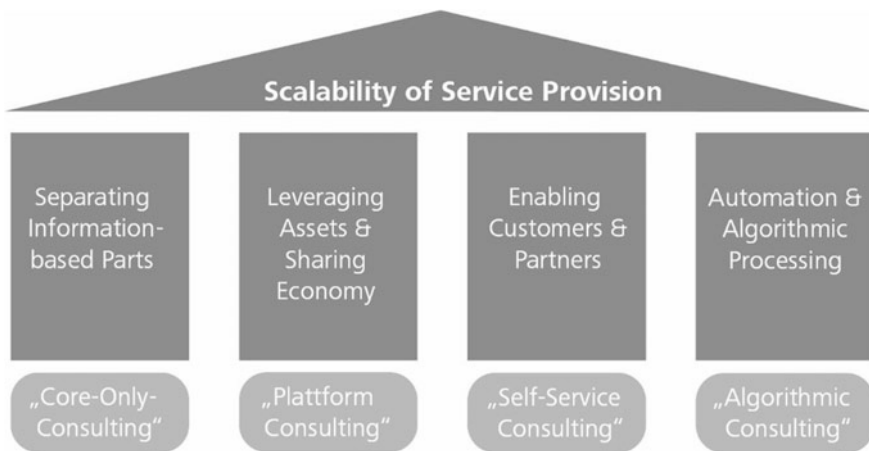 Scalability of Service Provision
Separating
Information-
based Parts
Leveraging
Assets &
Sharing
Economy
Enabling
Customers &
Partners
Automation &
Algorithmic
Processing
„Core-Only-
Consulting“
„Plattform
Consulting“
„Self-Service
Consulting“
„Algorithmic
Consulting“